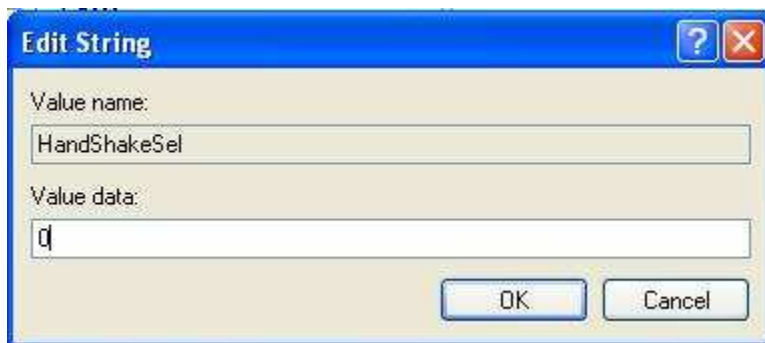 Edit String
Value name:
HandShakeSel
Value data:
0
OK Cancel